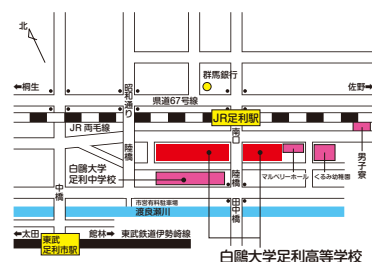 北
群馬銀行
←桐生
昭和通り
佐野→
県道67号線
JR足利駅
JR 両毛線
南口
陸橋
白鷗大学
足利中学校
陸橋
マルベリーホール
くるみ幼稚園
男子寮
中橋
市営有料駐車場
渡良瀬川
田中橋
←太田
館林→
東武鉄道伊勢崎線
東武
足利市駅
白鷗大学足利高等学校